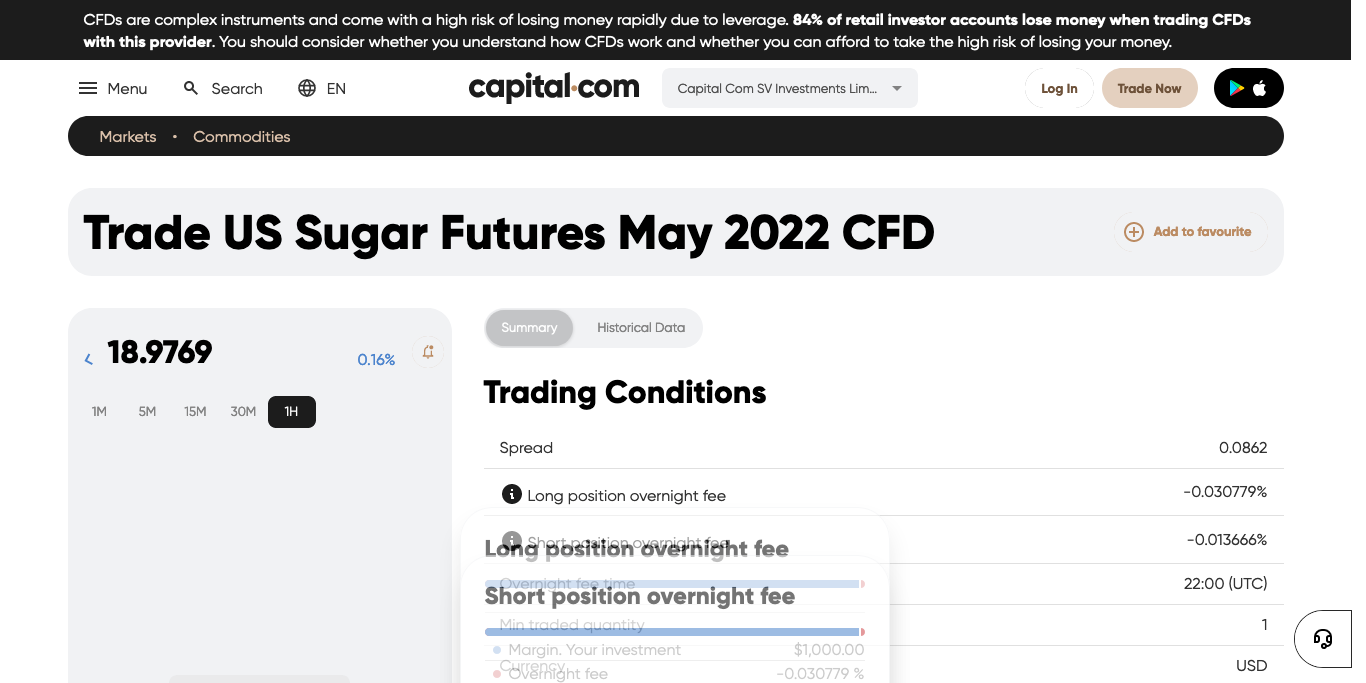 CFDs are complex instruments and come with a high risk of losing money rapidly due to leverage. 84% of retail investor accounts lose money when trading CFDs
with this provider. You should consider whether you understand how CFDs work and whether you can afford to take the high risk of losing your money.
Menu
Search
EN
capital.com
Capital Com SV Investments Lim...
Log In
Trade Now
Markets • Commodities
Trade US Sugar Futures May 2022 CFD
Add to favourite
18.9769
0.16%
1M 5M 15M 30M 1H
Summary Historical Data
Trading Conditions
Spread 0.0862
Long position overnight fee -0.030779%
Short position overnight fee -0.013666%
Long position overnight fee
Overnight fee time 22:00 (UTC)
Short position overnight fee
Min traded quantity 1
Margin. Your investment $1,000.00
Currency USD
Overnight fee -0.030779 %